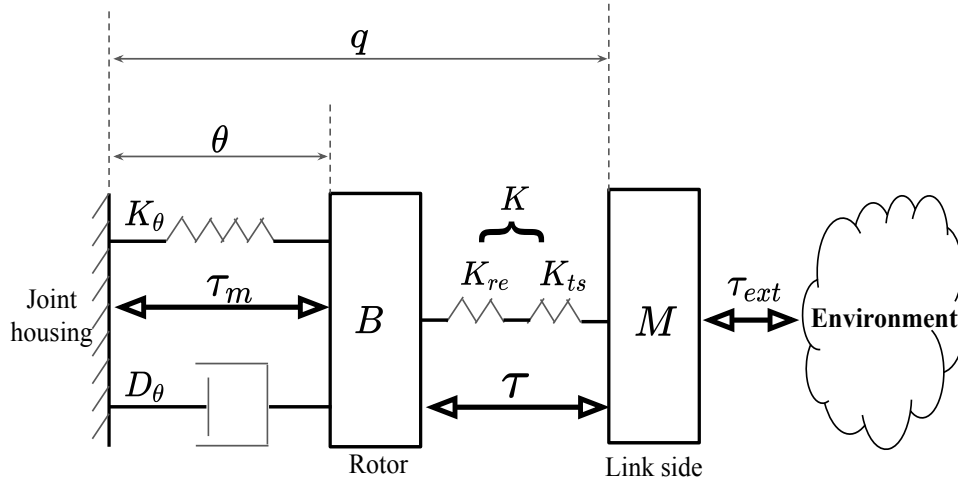 q
θ
K
K_θ
K_re K_ts
τ_m
τ_ext
Joint
housing
B
M
Environment
D_θ
τ
Rotor
Link side